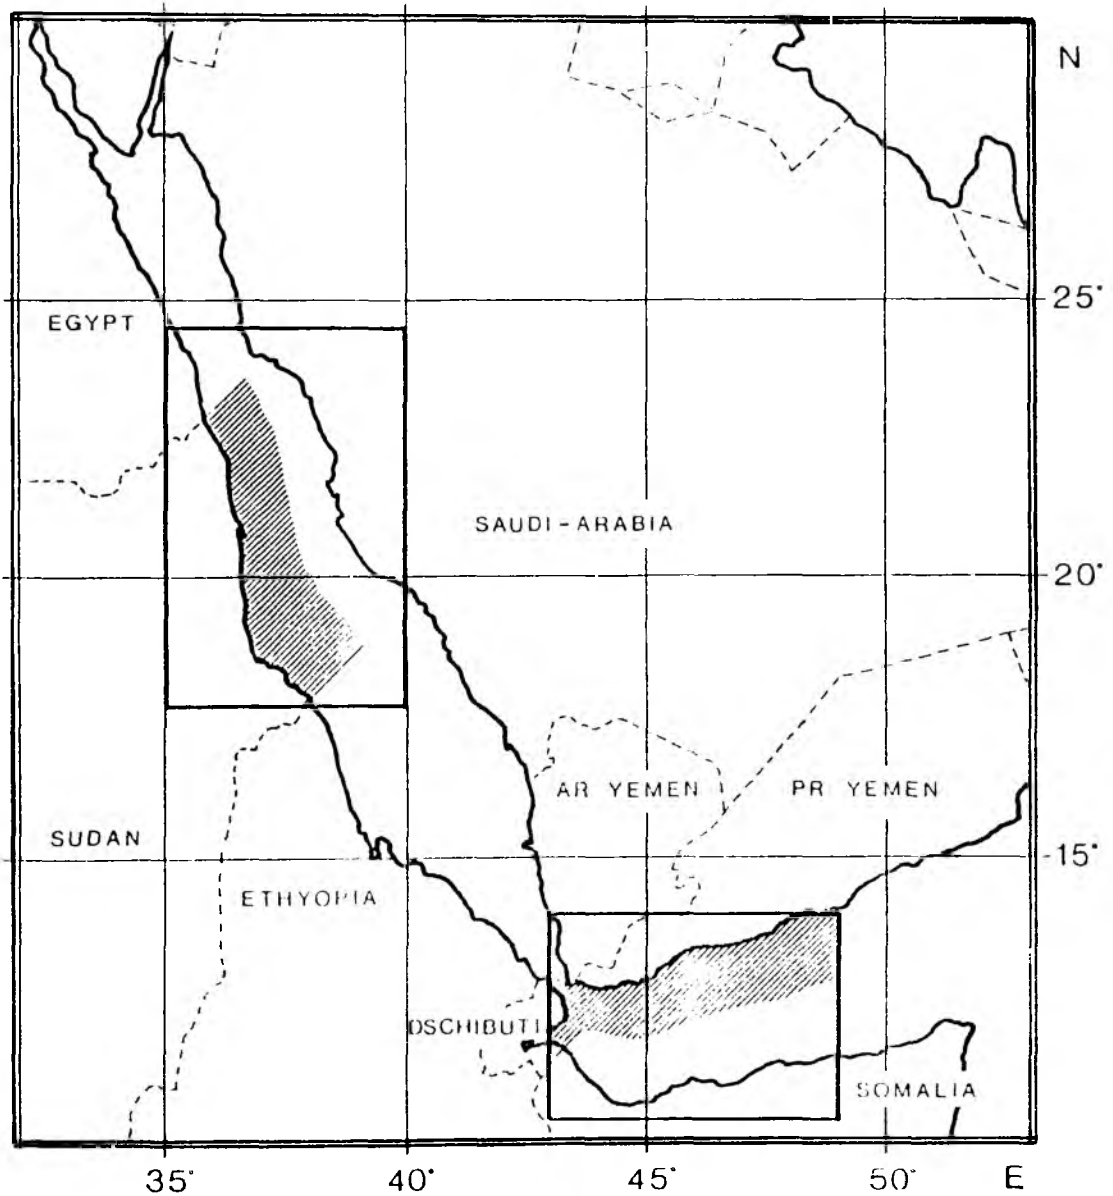 N
25°
EGYPT
SAUDI-ARABIA
20°
AR YEMEN
PR YEMEN
SUDAN
15°
ETHYOPIA
DSCHIBUTI
SOMALIA
35° 40° 45° 50° E